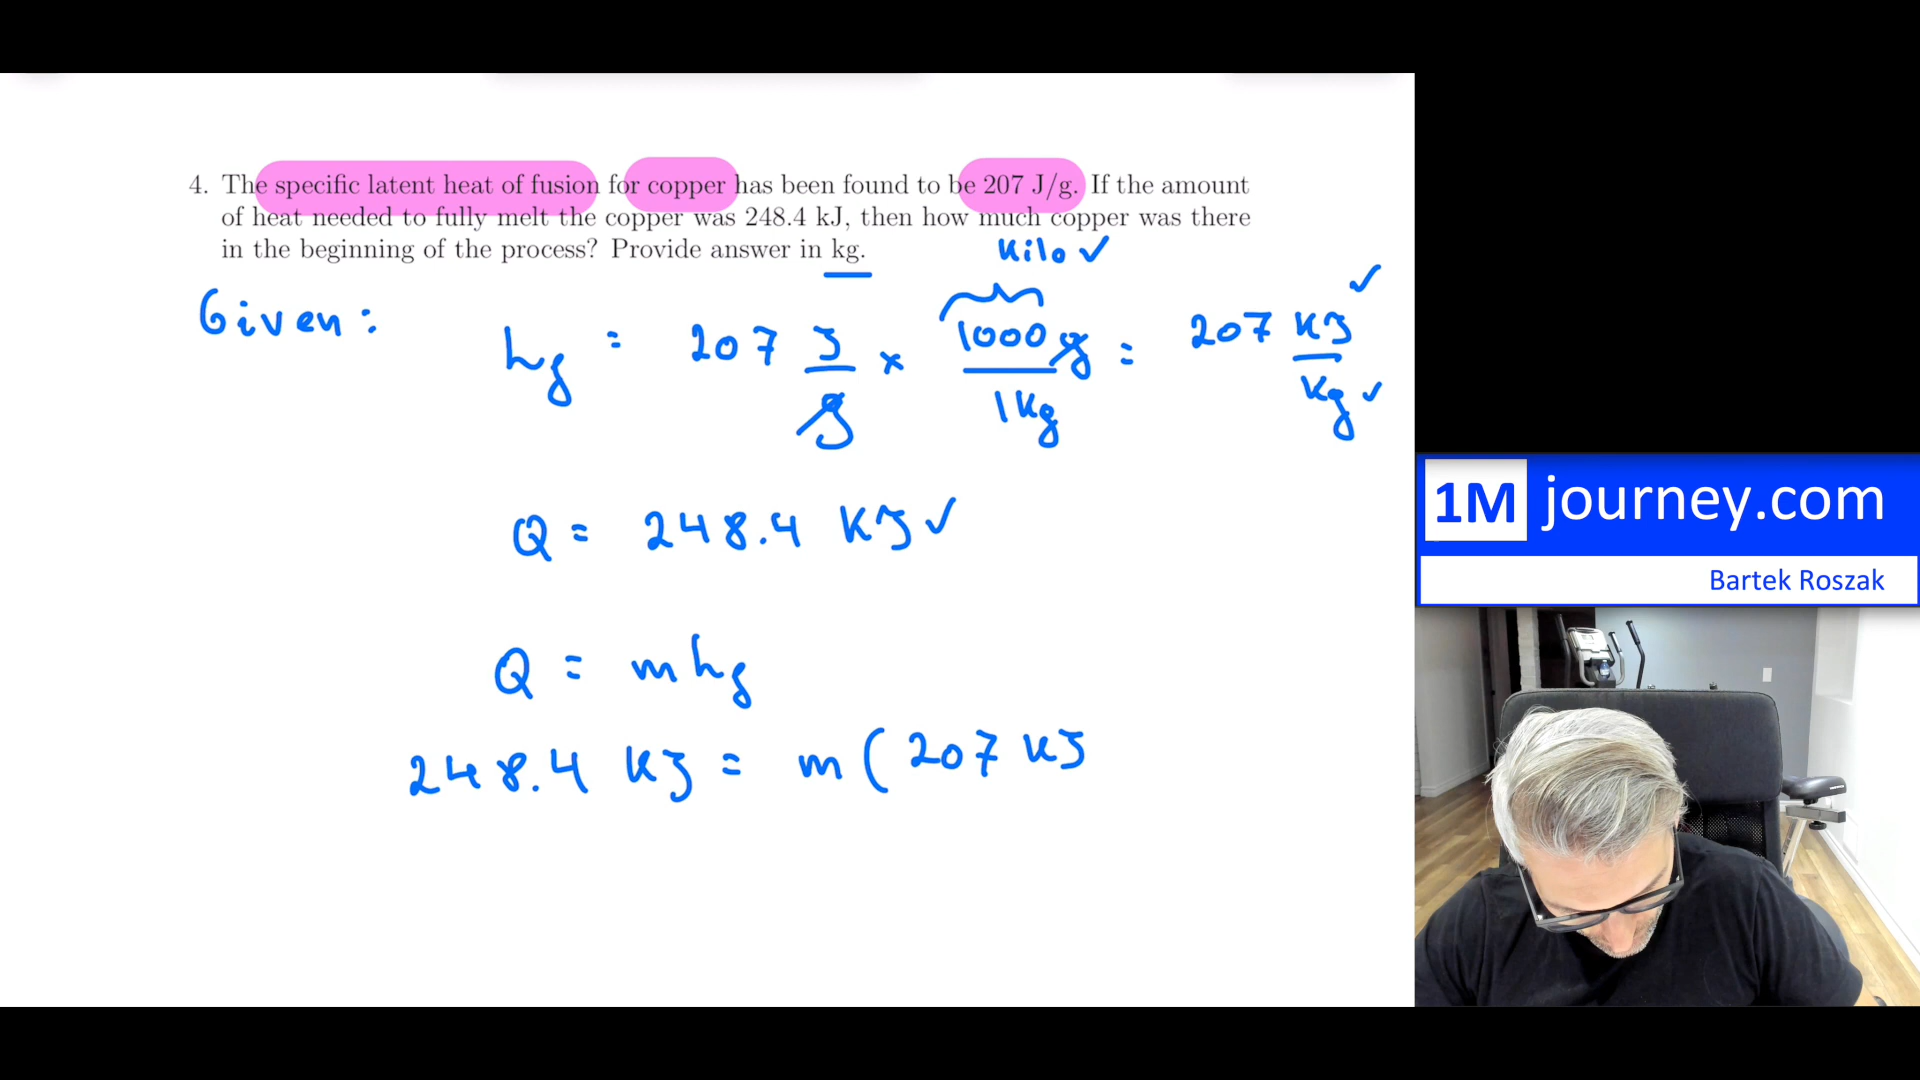 4. The specific latent heat of fusion for copper has been found to be 207 J/g. If the amount
of heat needed to fully melt the copper was 248.4 kJ, then how much copper was there
in the beginning of the process? Provide answer in kg.
Kilo ✓
Given:
hf = 207 J/g × 1000 g/1 kg = 207 kJ ✓/kg ✓
Q = 248.4 kJ ✓
Q = m hf
248.4 kJ = m ( 207 kJ
1M journey.com
Bartek Roszak